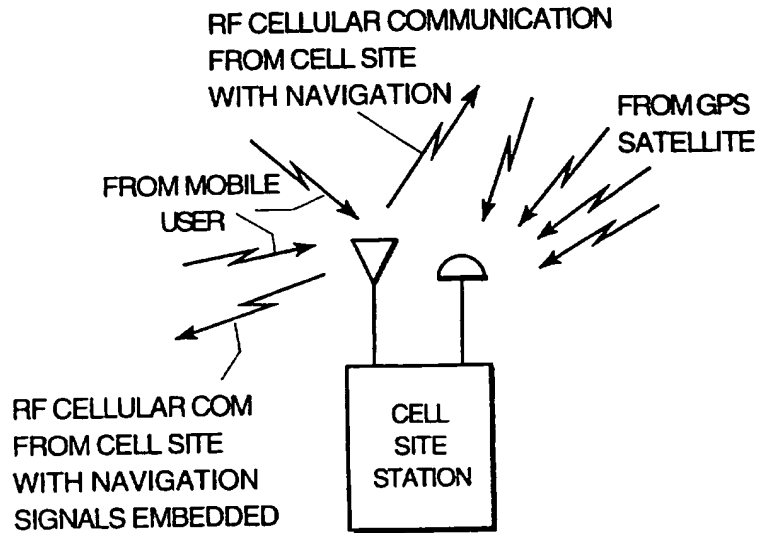 RF CELLULAR COMMUNICATION
FROM CELL SITE
WITH NAVIGATION
FROM GPS
SATELLITE
FROM MOBILE
USER
RF CELLULAR COM
FROM CELL SITE
WITH NAVIGATION
SIGNALS EMBEDDED
CELL
SITE
STATION